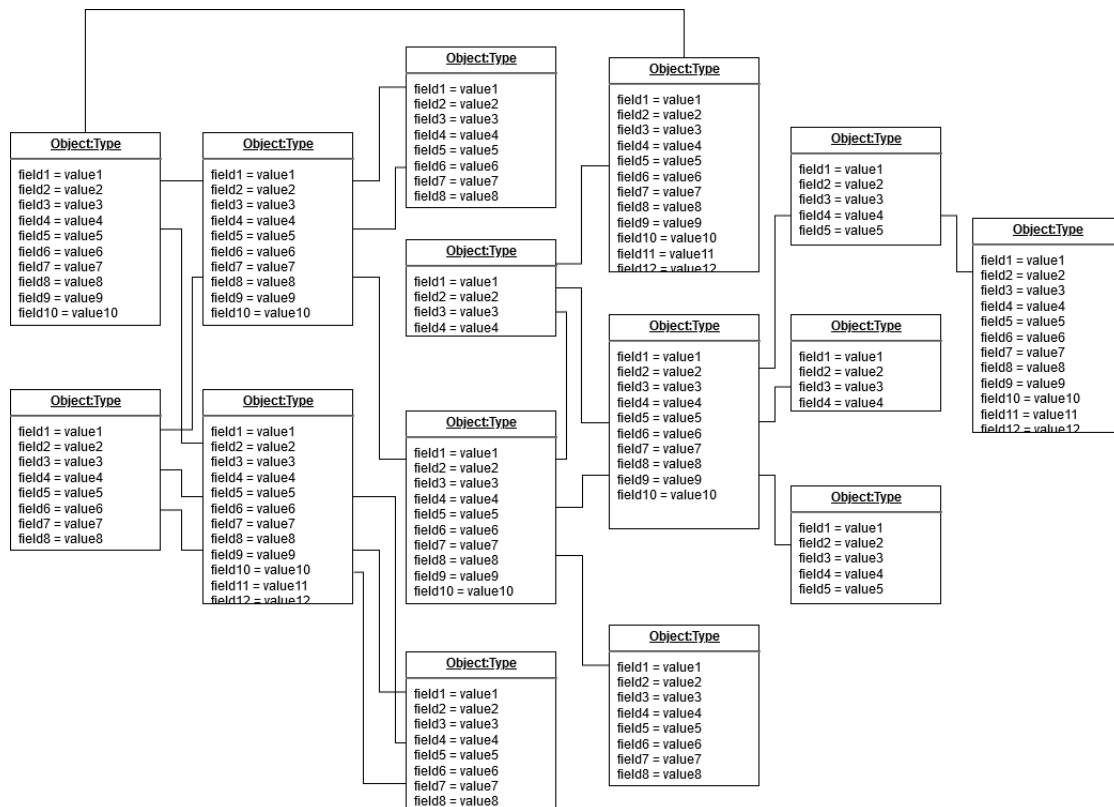 Object:Type
field1 = value1
field2 = value2
field3 = value3
field4 = value4
field5 = value5
field6 = value6
field7 = value7
field8 = value8
field9 = value9
field10 = value10
Object:Type
field1 = value1
field2 = value2
field3 = value3
field4 = value4
field5 = value5
field6 = value6
field7 = value7
field8 = value8
Object:Type
field1 = value1
field2 = value2
field3 = value3
field4 = value4
field5 = value5
field6 = value6
field7 = value7
field8 = value8
field9 = value9
field10 = value10
Object:Type
field1 = value1
field2 = value2
field3 = value3
field4 = value4
field5 = value5
field6 = value6
field7 = value7
field8 = value8
field9 = value9
field10 = value10
field11 = value11
field12 = value12
Object:Type
field1 = value1
field2 = value2
field3 = value3
field4 = value4
field5 = value5
field6 = value6
field7 = value7
field8 = value8
Object:Type
field1 = value1
field2 = value2
field3 = value3
field4 = value4
Object:Type
field1 = value1
field2 = value2
field3 = value3
field4 = value4
field5 = value5
field6 = value6
field7 = value7
field8 = value8
field9 = value9
field10 = value10
Object:Type
field1 = value1
field2 = value2
field3 = value3
field4 = value4
field5 = value5
field6 = value6
field7 = value7
field8 = value8
Object:Type
field1 = value1
field2 = value2
field3 = value3
field4 = value4
field5 = value5
field6 = value6
field7 = value7
field8 = value8
field9 = value9
field10 = value10
field11 = value11
field12 = value12
Object:Type
field1 = value1
field2 = value2
field3 = value3
field4 = value4
field5 = value5
field6 = value6
field7 = value7
field8 = value8
field9 = value9
field10 = value10
Object:Type
field1 = value1
field2 = value2
field3 = value3
field4 = value4
field5 = value5
field6 = value6
field7 = value7
field8 = value8
Object:Type
field1 = value1
field2 = value2
field3 = value3
field4 = value4
field5 = value5
Object:Type
field1 = value1
field2 = value2
field3 = value3
field4 = value4
Object:Type
field1 = value1
field2 = value2
field3 = value3
field4 = value4
field5 = value5
Object:Type
field1 = value1
field2 = value2
field3 = value3
field4 = value4
field5 = value5
field6 = value6
field7 = value7
field8 = value8
field9 = value9
field10 = value10
field11 = value11
field12 = value12